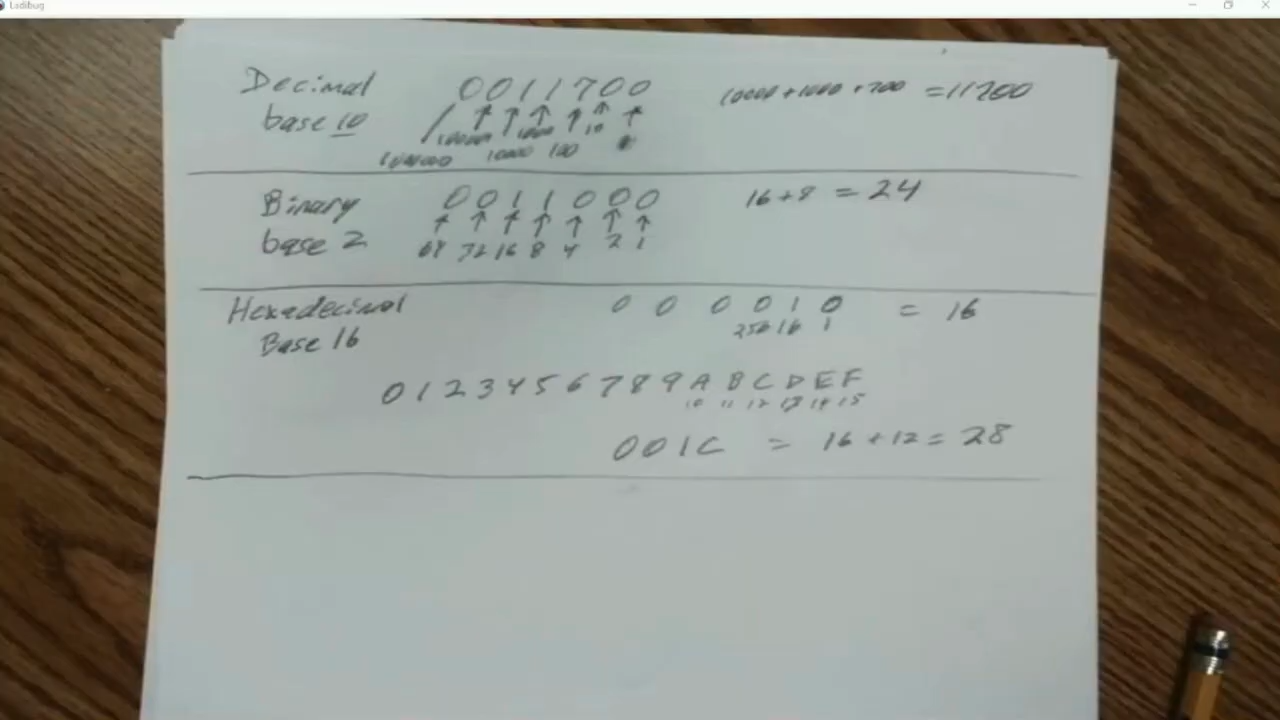 Ladibug
Decimal 0011700 10000+1000+700 =11700
base 10 100000 1000 10
1000000 10000 100
Binary 0011000 16+8 = 24
base 2 64 32 16 8 4 2 1
Hexadecimal 0 0 0 0 1 0 = 16
256 16 1
Base 16
0 1 2 3 4 5 6 7 8 9 A B C D E F
10 11 12 13 14 15
001C = 16 + 12 = 28